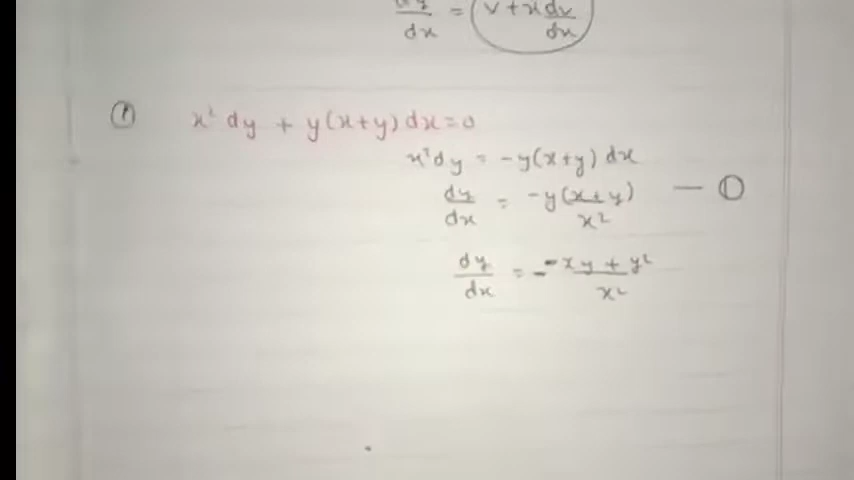 dy/dx = v + x dv/dx
① x² dy + y(x+y) dx = 0
x² dy = -y(x+y) dx
dy/dx = -y(x+y)/x² — ①
dy/dx = - -xy + y²/x²